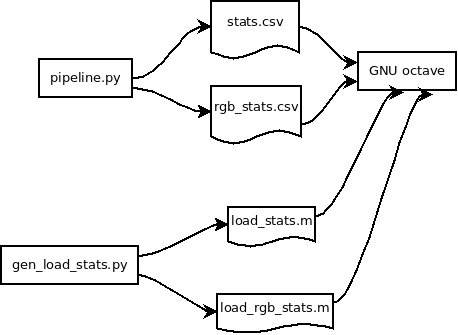 stats.csv
GNU octave
pipeline.py
rgb_stats.csv
load_stats.m
gen_load_stats.py
load_rgb_stats.m